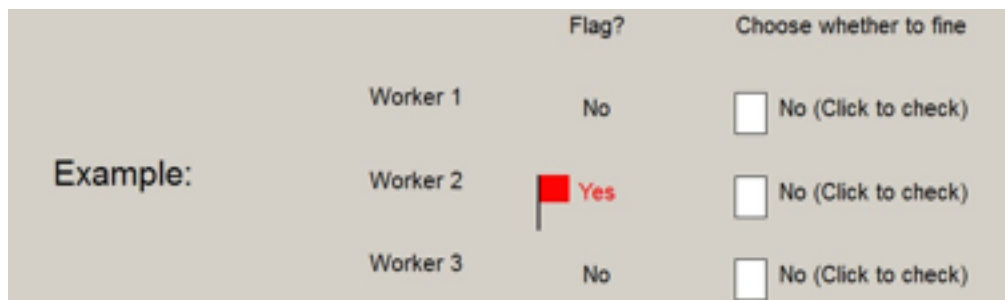 Flag? Choose whether to fine
Worker 1 No No (Click to check)
Example:
Worker 2 Yes No (Click to check)
Worker 3 No No (Click to check)